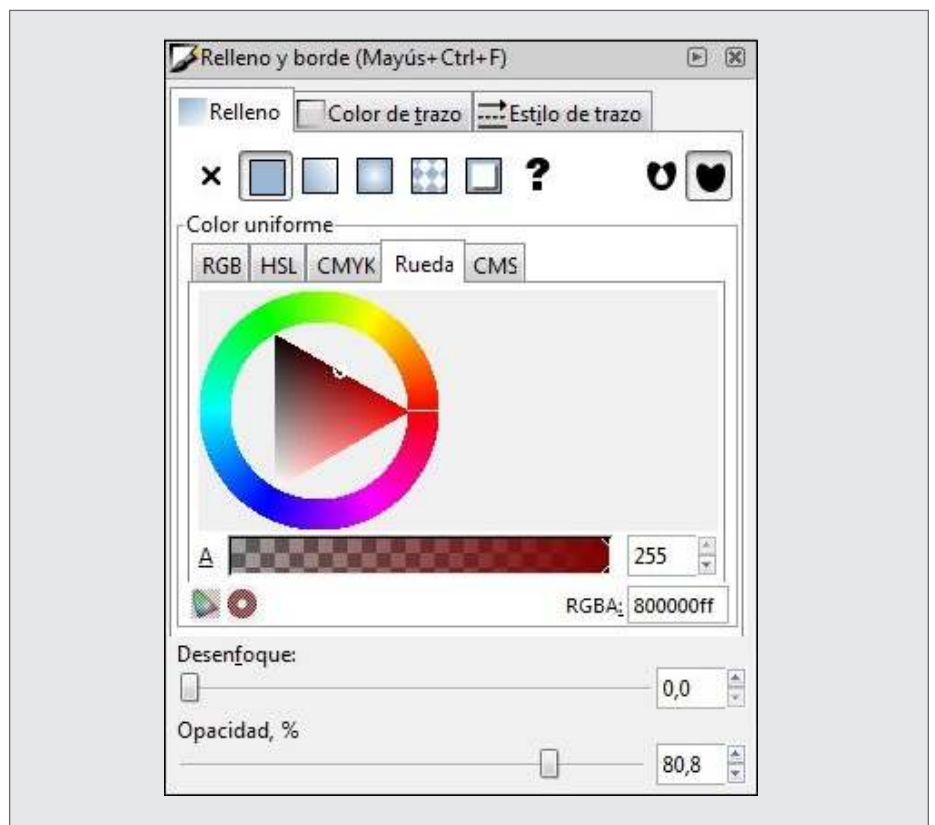 Relleno y borde (Mayús+Ctrl+F)
Relleno Color de trazo Estilo de trazo
?
Color uniforme
RGB HSL CMYK Rueda CMS
A 255
RGBA: 800000ff
Desenfoque:
0,0
Opacidad, %
80,8